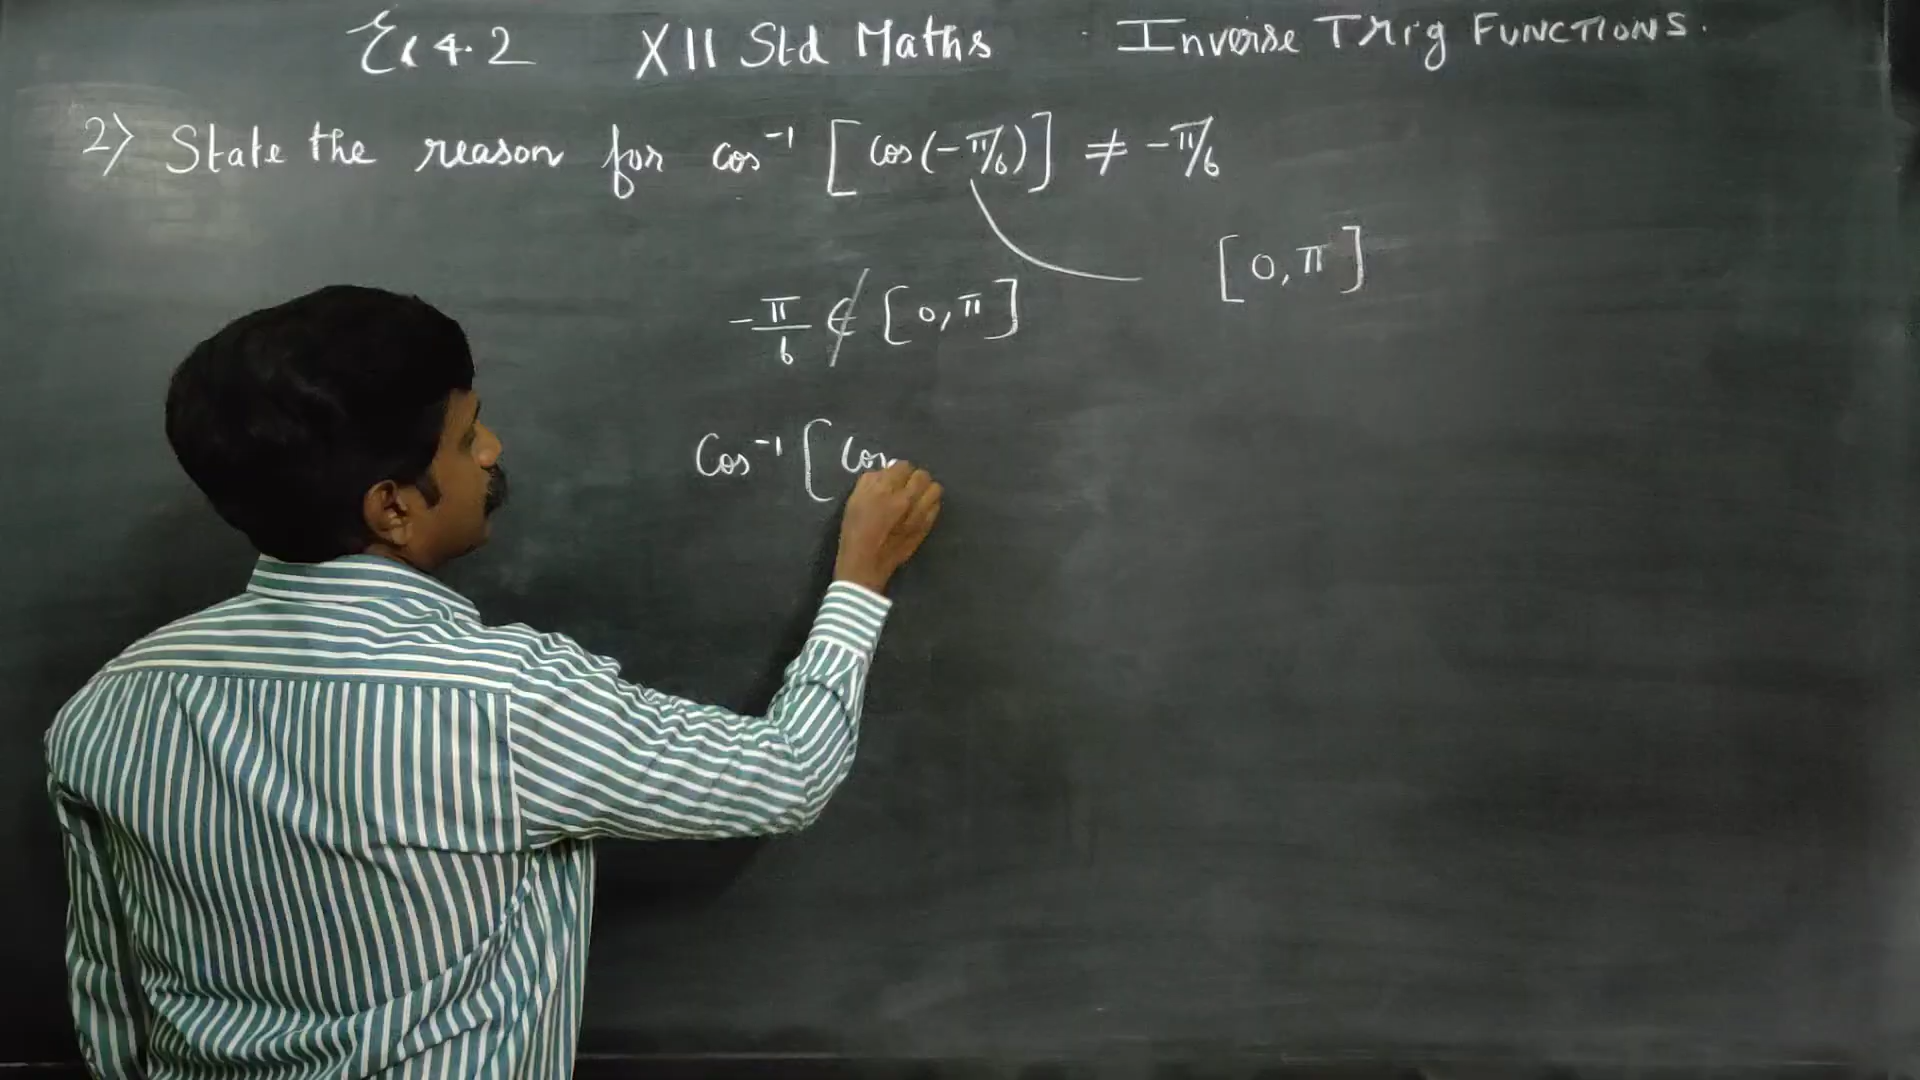 Ex 4.2 XII Std Maths Inverse Trig FUNCTIONS.
2) State the reason for cos⁻¹ [cos(-π/6)] ≠ -π/6
[0, π]
-π/6 ∉ [0, π]
Cos⁻¹ [Cos